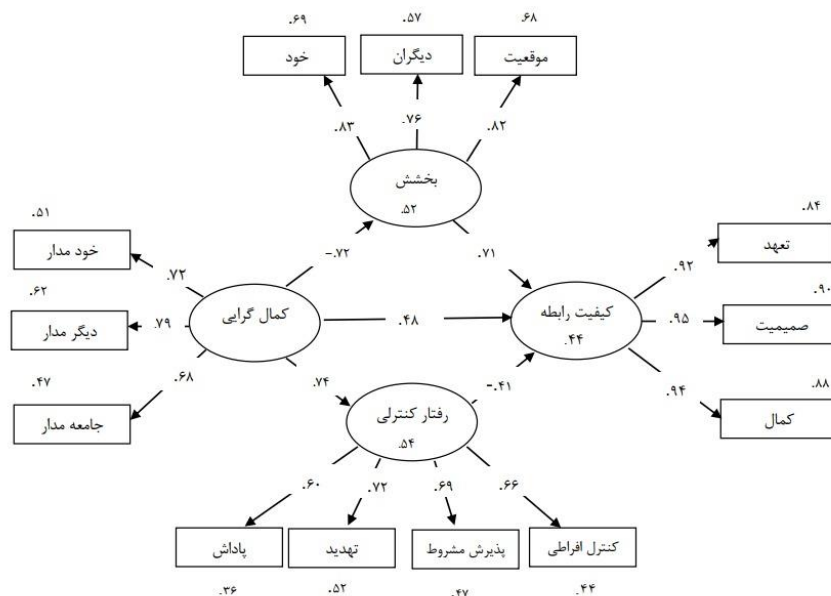 .۶۹
.۵۷
.۶۸
خود
دیگران
موقعیت
.۸۳
.۷۶
.۸۲
بخشش
.۵۲
.۵۱
خود مدار
.۷۲
-.۷۲
.۷۱
.۹۲
.۸۴
تعهد
.۶۲
دیگر مدار
.۷۹
کمال گرایی
.۴۸
کیفیت رابطه
.۴۴
.۹۵
.۹۰
صمیمیت
.۴۷
جامعه مدار
.۶۸
.۷۴
-.۴۱
.۹۴
.۸۸
کمال
رفتار کنترلی
.۵۴
.۶۰
.۷۲
.۶۹
.۶۶
پاداش
تهدید
پذیرش مشروط
کنترل افراطی
.۳۶
.۵۲
.۴۷
.۴۴